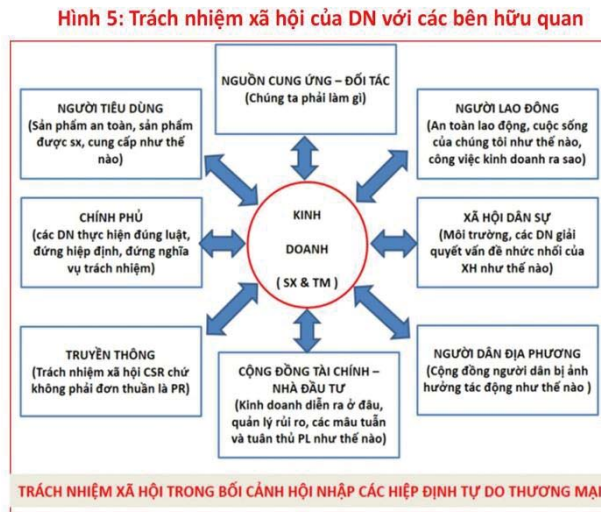 Hình 5: Trách nhiệm xã hội của DN với các bên hữu quan
NGUỒN CUNG ỨNG – ĐỐI TÁC
(Chúng ta phải làm gì)
NGƯỜI TIÊU DÙNG
(Sản phẩm an toàn, sản phẩm
được sx, cung cấp như thế
nào)
NGƯỜI LAO ĐÔNG
(An toàn lao động, cuộc sống
của chúng tôi như thế nào,
công việc kinh doanh ra sao)
CHÍNH PHỦ
(các DN thực hiện đúng luật,
đứng hiệp định, đứng nghĩa
vụ trách nhiệm)
KINH
DOANH
( SX & TM )
XÃ HỘI DÂN SỰ
(Môi trường, các DN giải
quyết vấn đề nhức nhối của
XH như thế nào)
TRUYỀN THÔNG
(Trách nhiệm xã hội CSR chứ
không phải đơn thuần là PR)
CỘNG ĐỒNG TÀI CHÍNH –
NHÀ ĐẦU TƯ
(Kinh doanh diễn ra ở đâu,
quản lý rủi ro, các mâu tuẫn
và tuân thủ PL như thế nào)
NGƯỜI DÂN ĐỊA PHƯƠNG
(Cộng đồng người dân bị ảnh
hưởng tác động như thế nào )
TRÁCH NHIỆM XÃ HỘI TRONG BỐI CẢNH HỘI NHẬP CÁC HIỆP ĐỊNH TỰ DO THƯƠNG MẠI